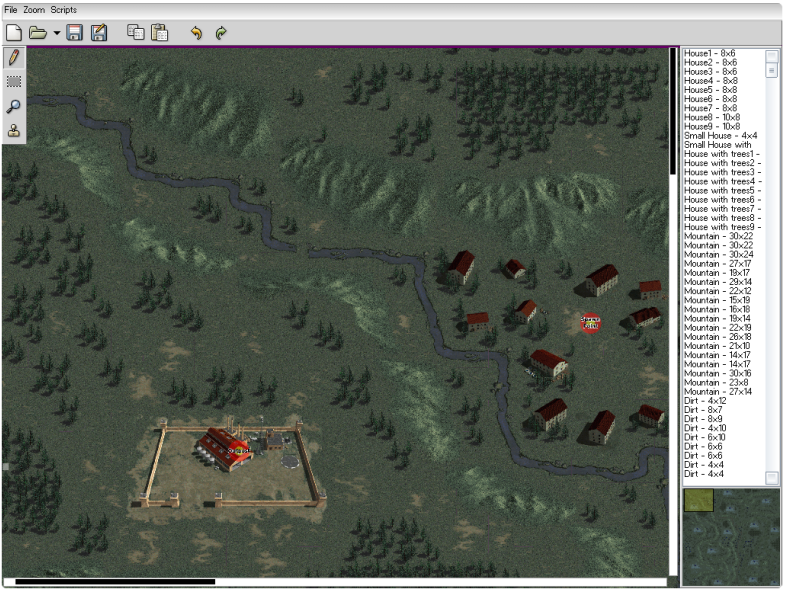 File Zoom Scripts
House1 - 8x6
House2 - 8x6
House3 - 8x6
House4 - 8x8
House5 - 8x8
House6 - 8x8
House7 - 8x8
House8 - 10x8
House9 - 10x8
Small House - 4x4
Small House with
House with trees1 -
House with trees2 -
House with trees3 -
House with trees4 -
House with trees5 -
House with trees6 -
House with trees7 -
House with trees8 -
House with trees9 -
Mountain - 30x22
Mountain - 30x22
Mountain - 30x24
Mountain - 27x17
Mountain - 19x17
Mountain - 29x14
Mountain - 22x12
Mountain - 15x19
Mountain - 16x18
Mountain - 19x14
Mountain - 22x19
Mountain - 26x18
Mountain - 21x10
Mountain - 14x17
Mountain - 14x17
Mountain - 30x16
Mountain - 23x8
Mountain - 27x14
Dirt - 4x12
Dirt - 8x7
Dirt - 8x9
Dirt - 4x10
Dirt - 6x10
Dirt - 6x6
Dirt - 6x6
Dirt - 4x4
Dirt - 4x4